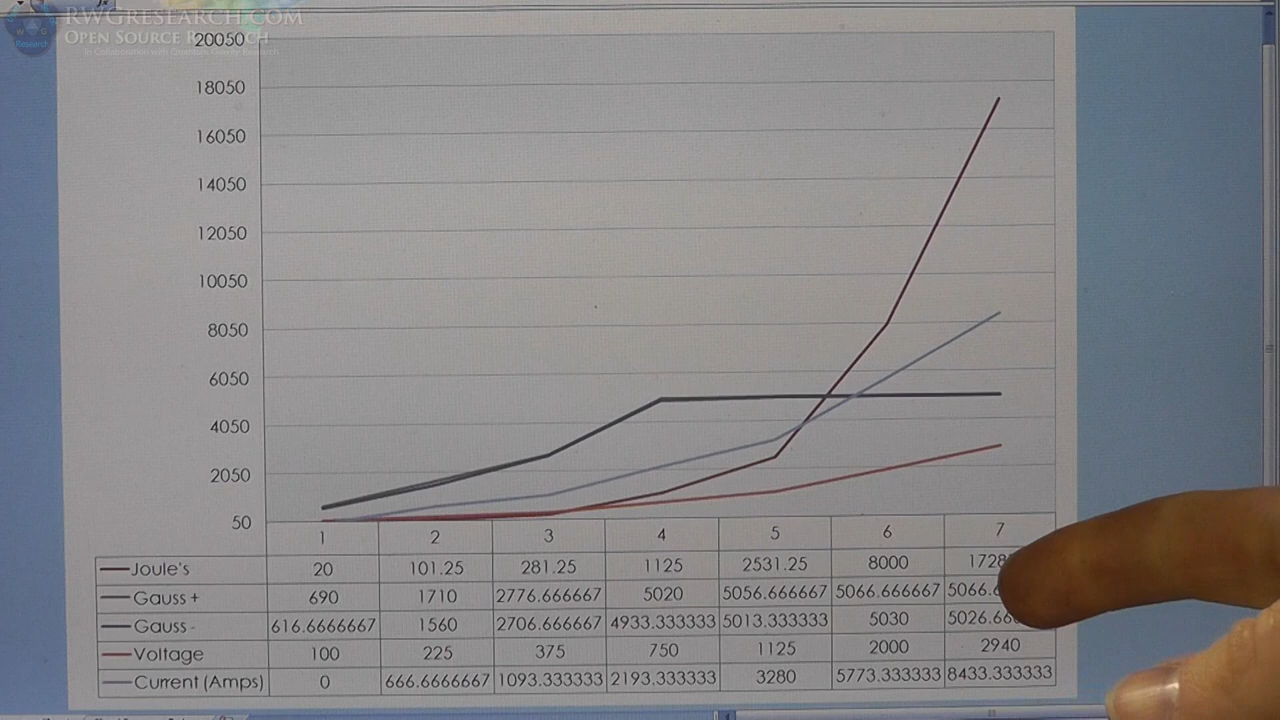 RWGresearch.com
Open Source Research
20050
18050
16050
14050
12050
10050
8050
6050
4050
2050
50
1 2 3 4 5 6 7
Joule's 20 101.25 281.25 1125 2531.25 8000
Gauss + 690 1710 2776.666667 5020 5056.666667 5066.666667
Gauss - 616.6666667 1560 2706.666667 4933.333333 5013.333333 5030
Voltage 100 225 375 750 1125 2000 2940
Current (Amps) 0 666.6666667 1093.333333 2193.333333 3280 5773.333333 8433.333333